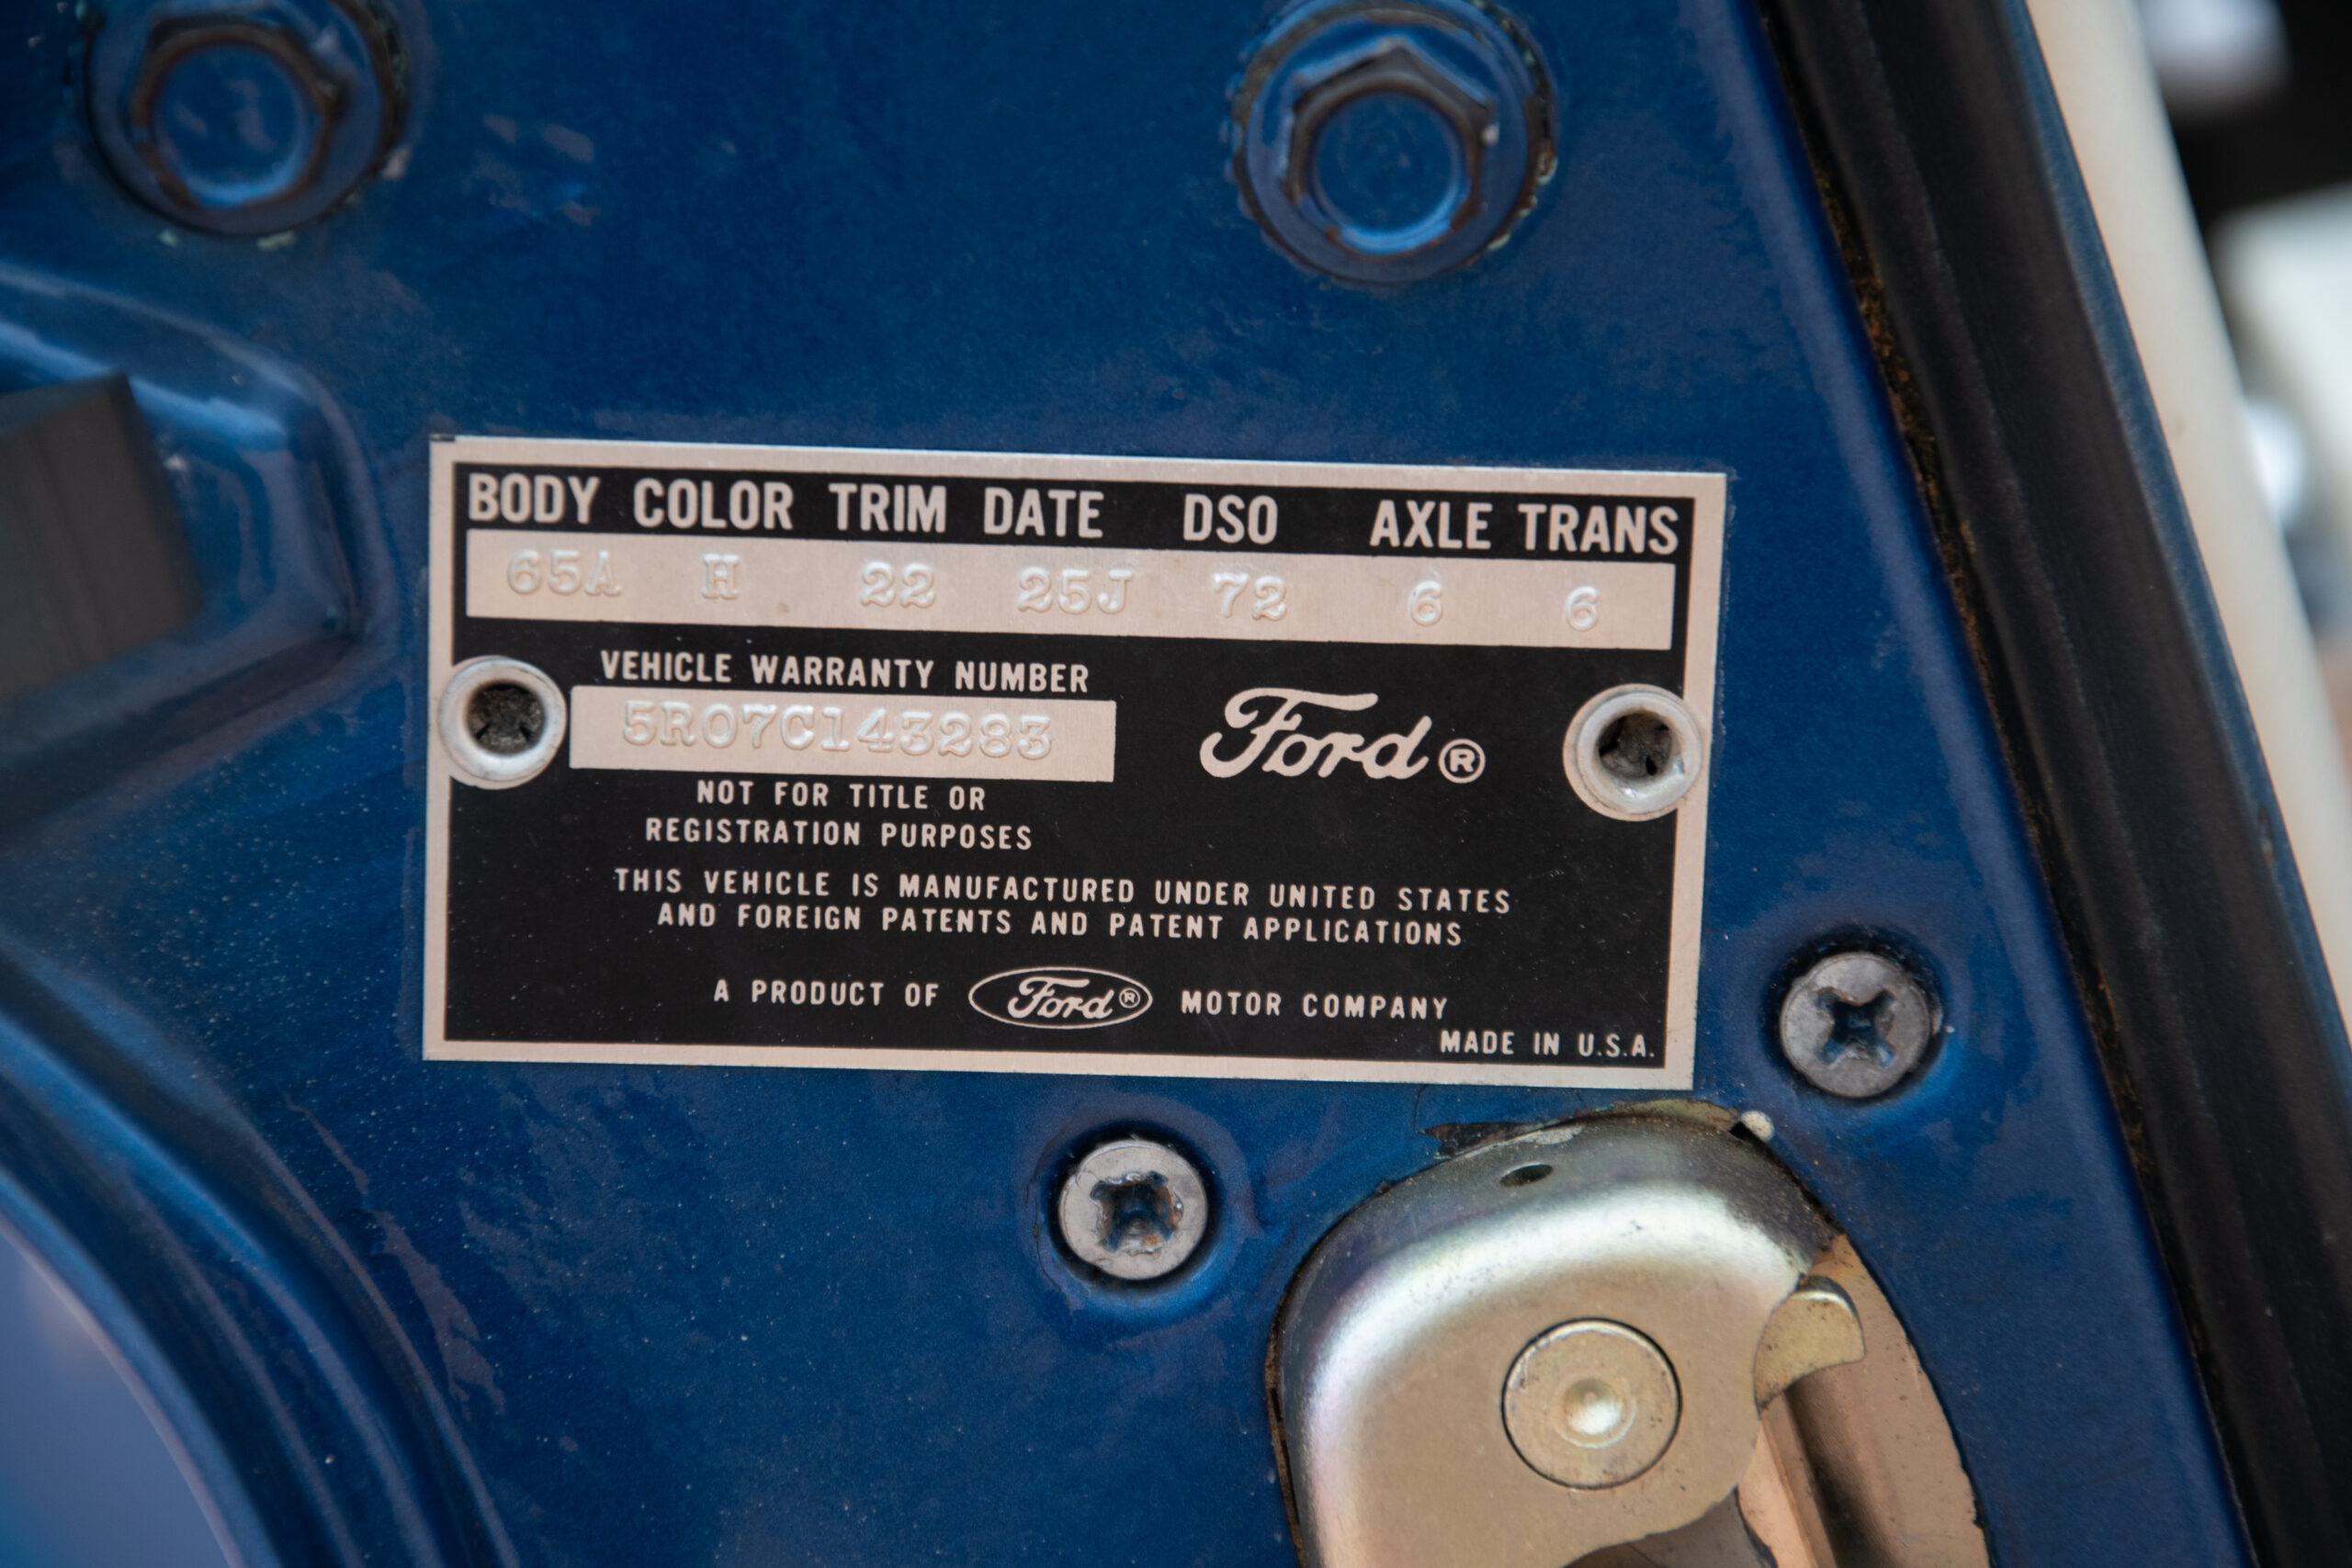 BODY COLOR TRIM DATE DSO AXLE TRANS
65A H 22 25J 72 6 6
VEHICLE WARRANTY NUMBER
5R07C143283
Ford®
NOT FOR TITLE OR
REGISTRATION PURPOSES
THIS VEHICLE IS MANUFACTURED UNDER UNITED STATES
AND FOREIGN PATENTS AND PATENT APPLICATIONS
A PRODUCT OF Ford® MOTOR COMPANY
MADE IN U.S.A.